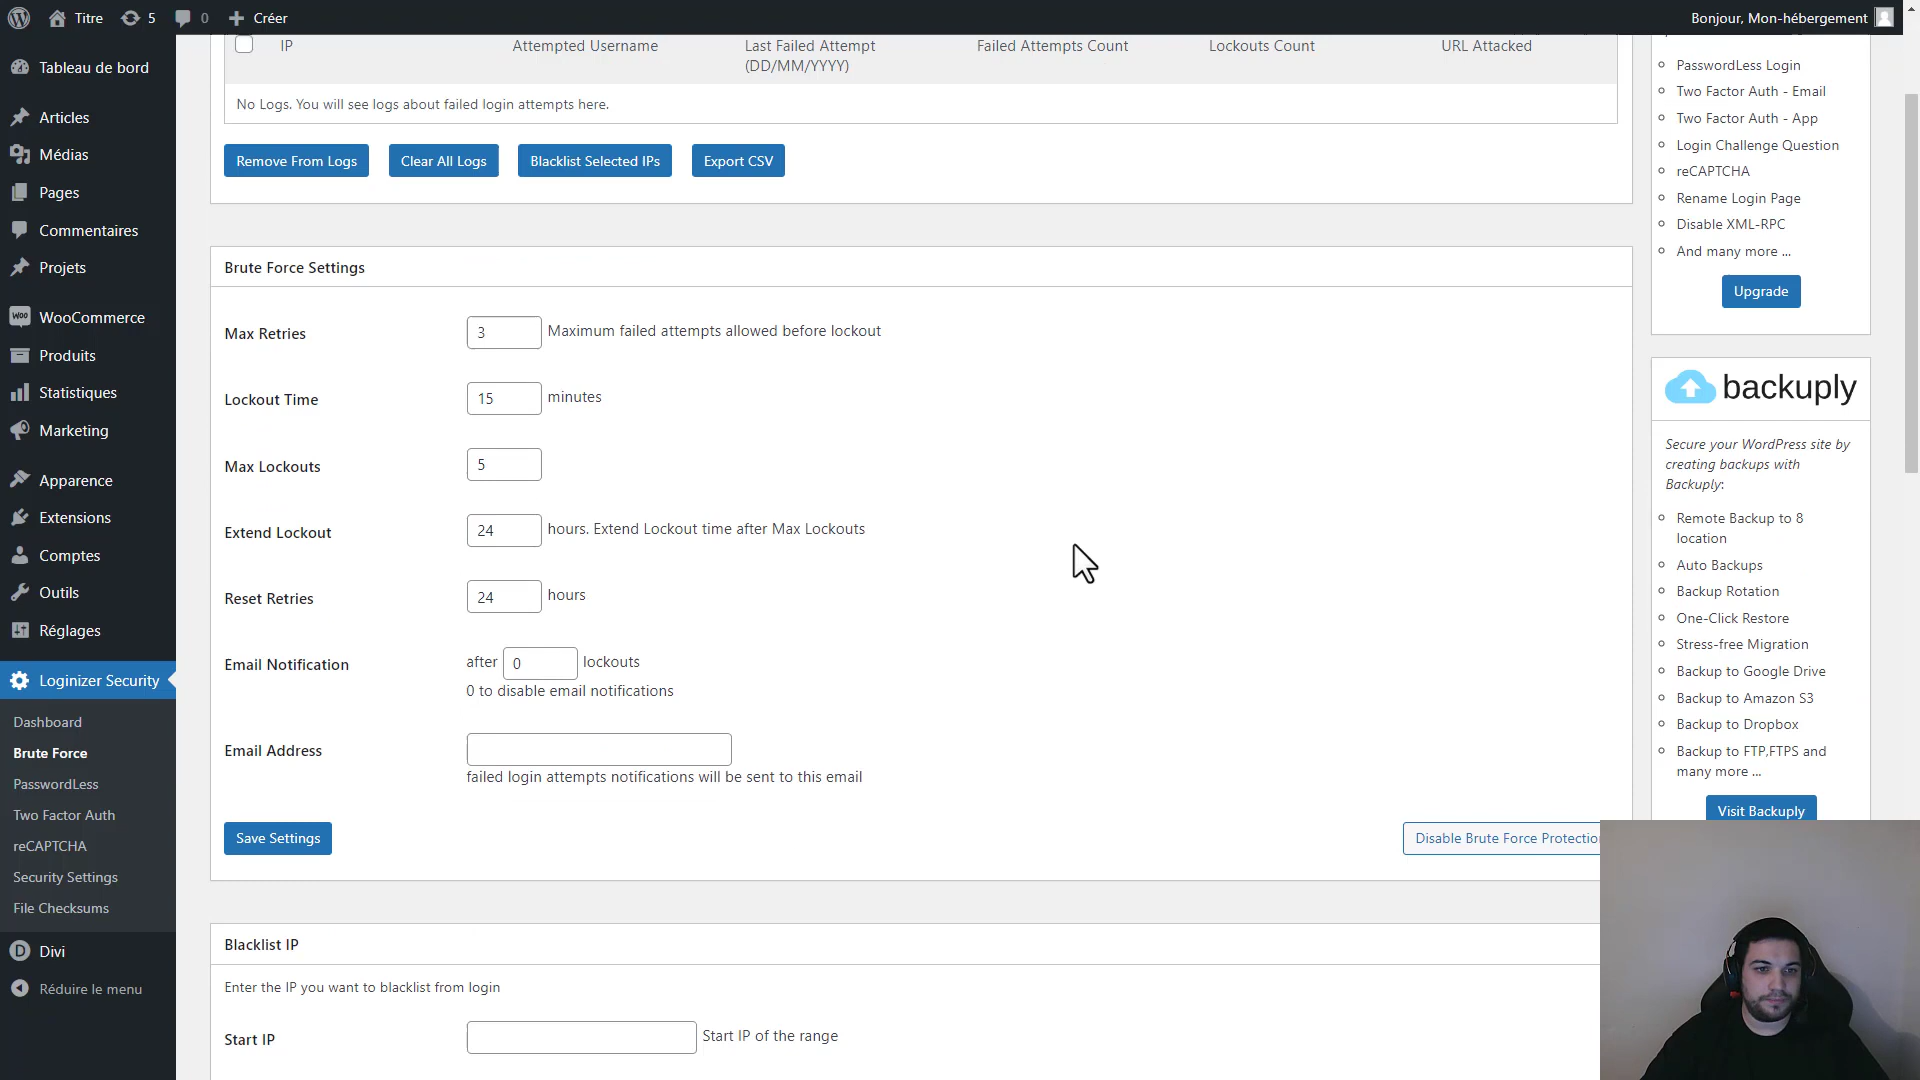 Titre
5
0
Créer
Bonjour, Mon-hébergement
Tableau de bord
Articles
Médias
Pages
Commentaires
Projets
WooCommerce
Produits
Statistiques
Marketing
Apparence
Extensions
Comptes
Outils
Réglages
Loginizer Security
Dashboard
Brute Force
PasswordLess
Two Factor Auth
reCAPTCHA
Security Settings
File Checksums
Divi
Réduire le menu
IP
Attempted Username
Last Failed Attempt
(DD/MM/YYYY)
Failed Attempts Count
Lockouts Count
URL Attacked
No Logs. You will see logs about failed login attempts here.
Remove From Logs
Clear All Logs
Blacklist Selected IPs
Export CSV
Brute Force Settings
Max Retries
3
Maximum failed attempts allowed before lockout
Lockout Time
15
minutes
Max Lockouts
5
Extend Lockout
24
hours. Extend Lockout time after Max Lockouts
Reset Retries
24
hours
Email Notification
after 0 lockouts
0 to disable email notifications
Email Address
failed login attempts notifications will be sent to this email
Save Settings
Disable Brute Force Protectio
Blacklist IP
Enter the IP you want to blacklist from login
Start IP
Start IP of the range
PasswordLess Login
Two Factor Auth - Email
Two Factor Auth - App
Login Challenge Question
reCAPTCHA
Rename Login Page
Disable XML-RPC
And many more ...
Upgrade
backuply
Secure your WordPress site by
creating backups with
Backuply:
Remote Backup to 8
location
Auto Backups
Backup Rotation
One-Click Restore
Stress-free Migration
Backup to Google Drive
Backup to Amazon S3
Backup to Dropbox
Backup to FTP,FTPS and
many more ...
Visit Backuply